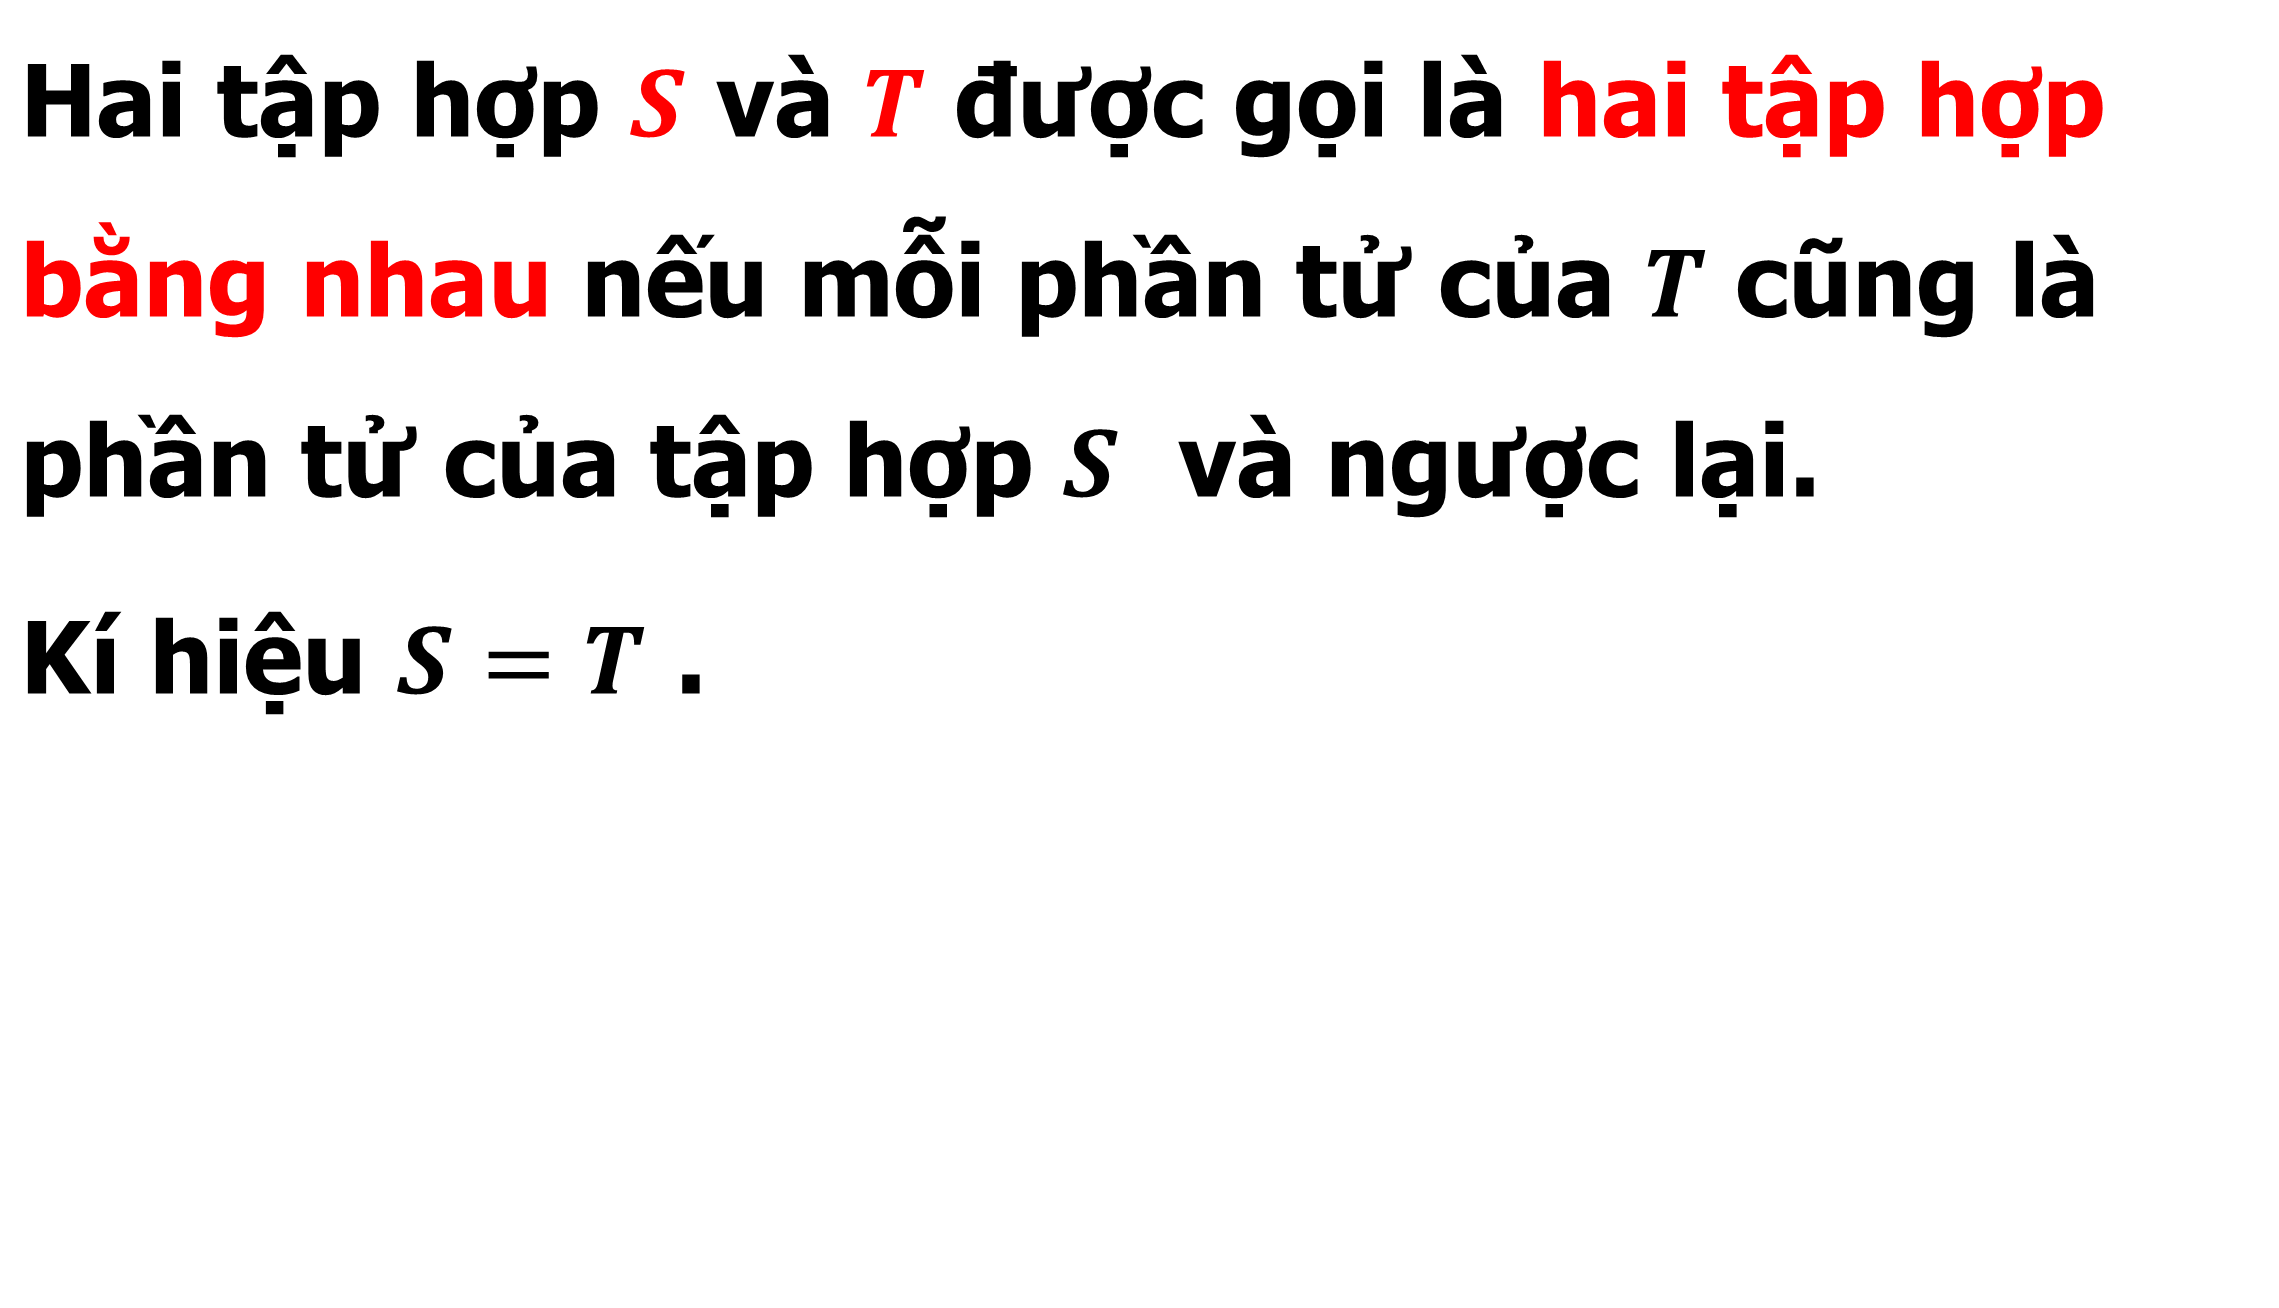 Hai tập hợp S và T được gọi là hai tập hợp
bằng nhau nếu mỗi phần tử của T cũng là
phần tử của tập hợp S và ngược lại.
Kí hiệu S = T .